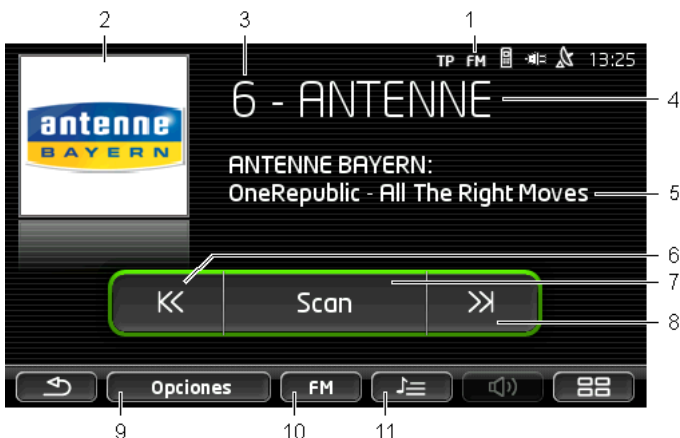 2
3
1
TP FM 13:25
6 - ANTENNE
4
antenne
BAYERN
ANTENNE BAYERN:
OneRepublic - All The Right Moves
5
6
7
Scan
8
Opciones
FM
9
10
11